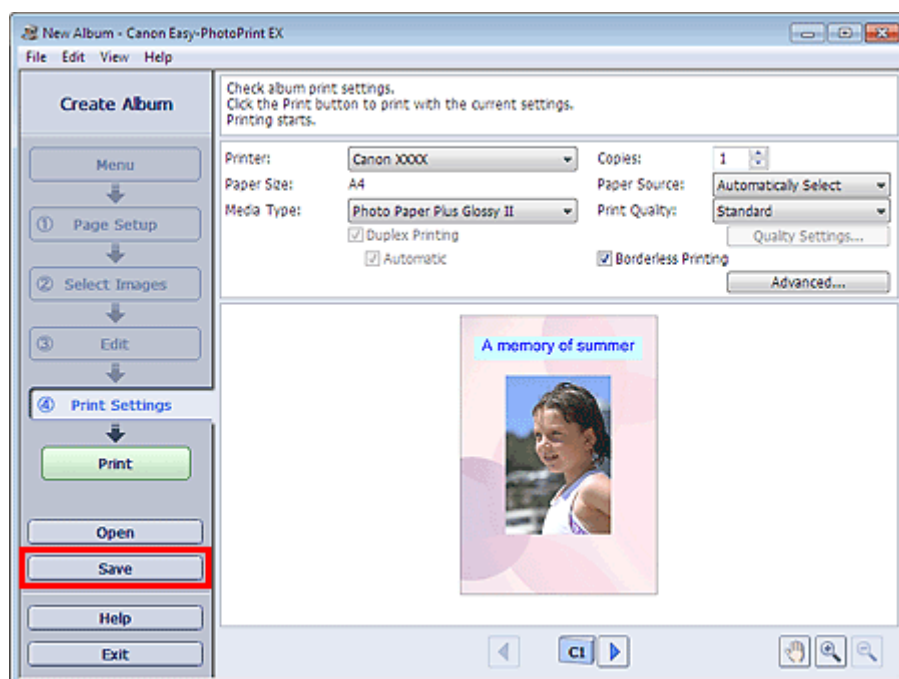 New Album - Canon Easy-PhotoPrint EX
File Edit View Help
Create Album
Menu
① Page Setup
② Select Images
③ Edit
④ Print Settings
Print
Open
Save
Help
Exit
Check album print settings.
Click the Print button to print with the current settings.
Printing starts.
Printer: Canon XXXX Copies: 1
Paper Size: A4 Paper Source: Automatically Select
Media Type: Photo Paper Plus Glossy II Print Quality: Standard
Duplex Printing Quality Settings...
Automatic Borderless Printing
Advanced...
A memory of summer
C1